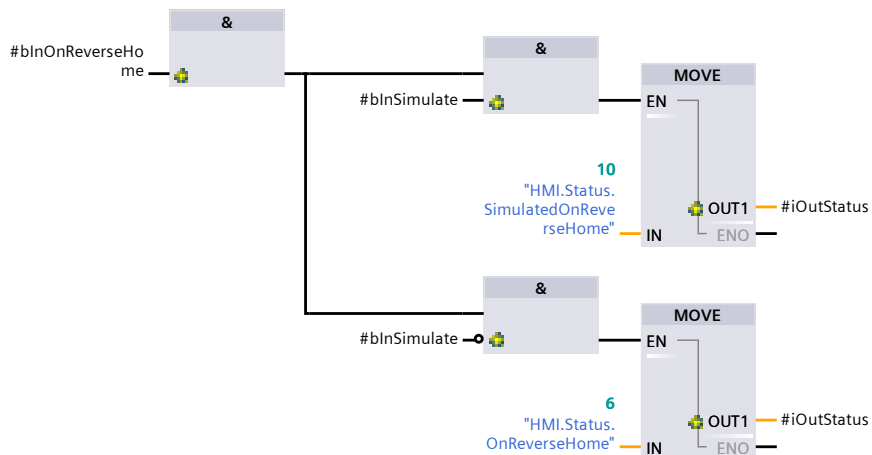 &
#bInOnReverseHo
me
&
#bInSimulate
MOVE
EN
10
"HMI.Status.
SimulatedOnReve
rseHome"
IN
OUT1
#iOutStatus
ENO
&
#bInSimulate
MOVE
EN
6
"HMI.Status.
OnReverseHome"
IN
OUT1
#iOutStatus
ENO